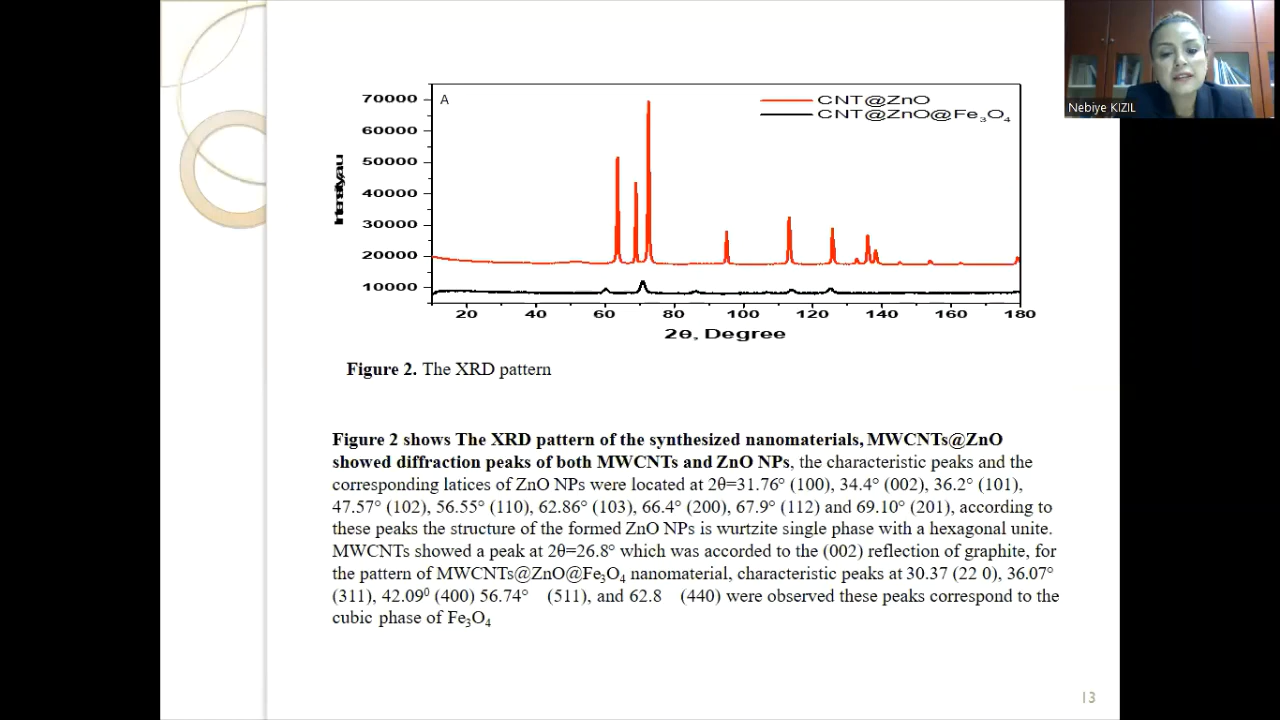 A
CNT@ZnO
CNT@ZnO@Fe₃O₄
70000
60000
50000
40000
30000
20000
10000
20 40 60 80 100 120 140 160 180
2θ, Degree
Nebiye KIZIL
Figure 2. The XRD pattern
Figure 2 shows The XRD pattern of the synthesized nanomaterials, MWCNTs@ZnO
showed diffraction peaks of both MWCNTs and ZnO NPs, the characteristic peaks and the
corresponding latices of ZnO NPs were located at 2θ=31.76° (100), 34.4° (002), 36.2° (101),
47.57° (102), 56.55° (110), 62.86° (103), 66.4° (200), 67.9° (112) and 69.10° (201), according to
these peaks the structure of the formed ZnO NPs is wurtzite single phase with a hexagonal unite.
MWCNTs showed a peak at 2θ=26.8° which was accorded to the (002) reflection of graphite, for
the pattern of MWCNTs@ZnO@Fe₃O₄ nanomaterial, characteristic peaks at 30.37 (22 0), 36.07°
(311), 42.09⁰ (400) 56.74° (511), and 62.8 (440) were observed these peaks correspond to the
cubic phase of Fe₃O₄
13